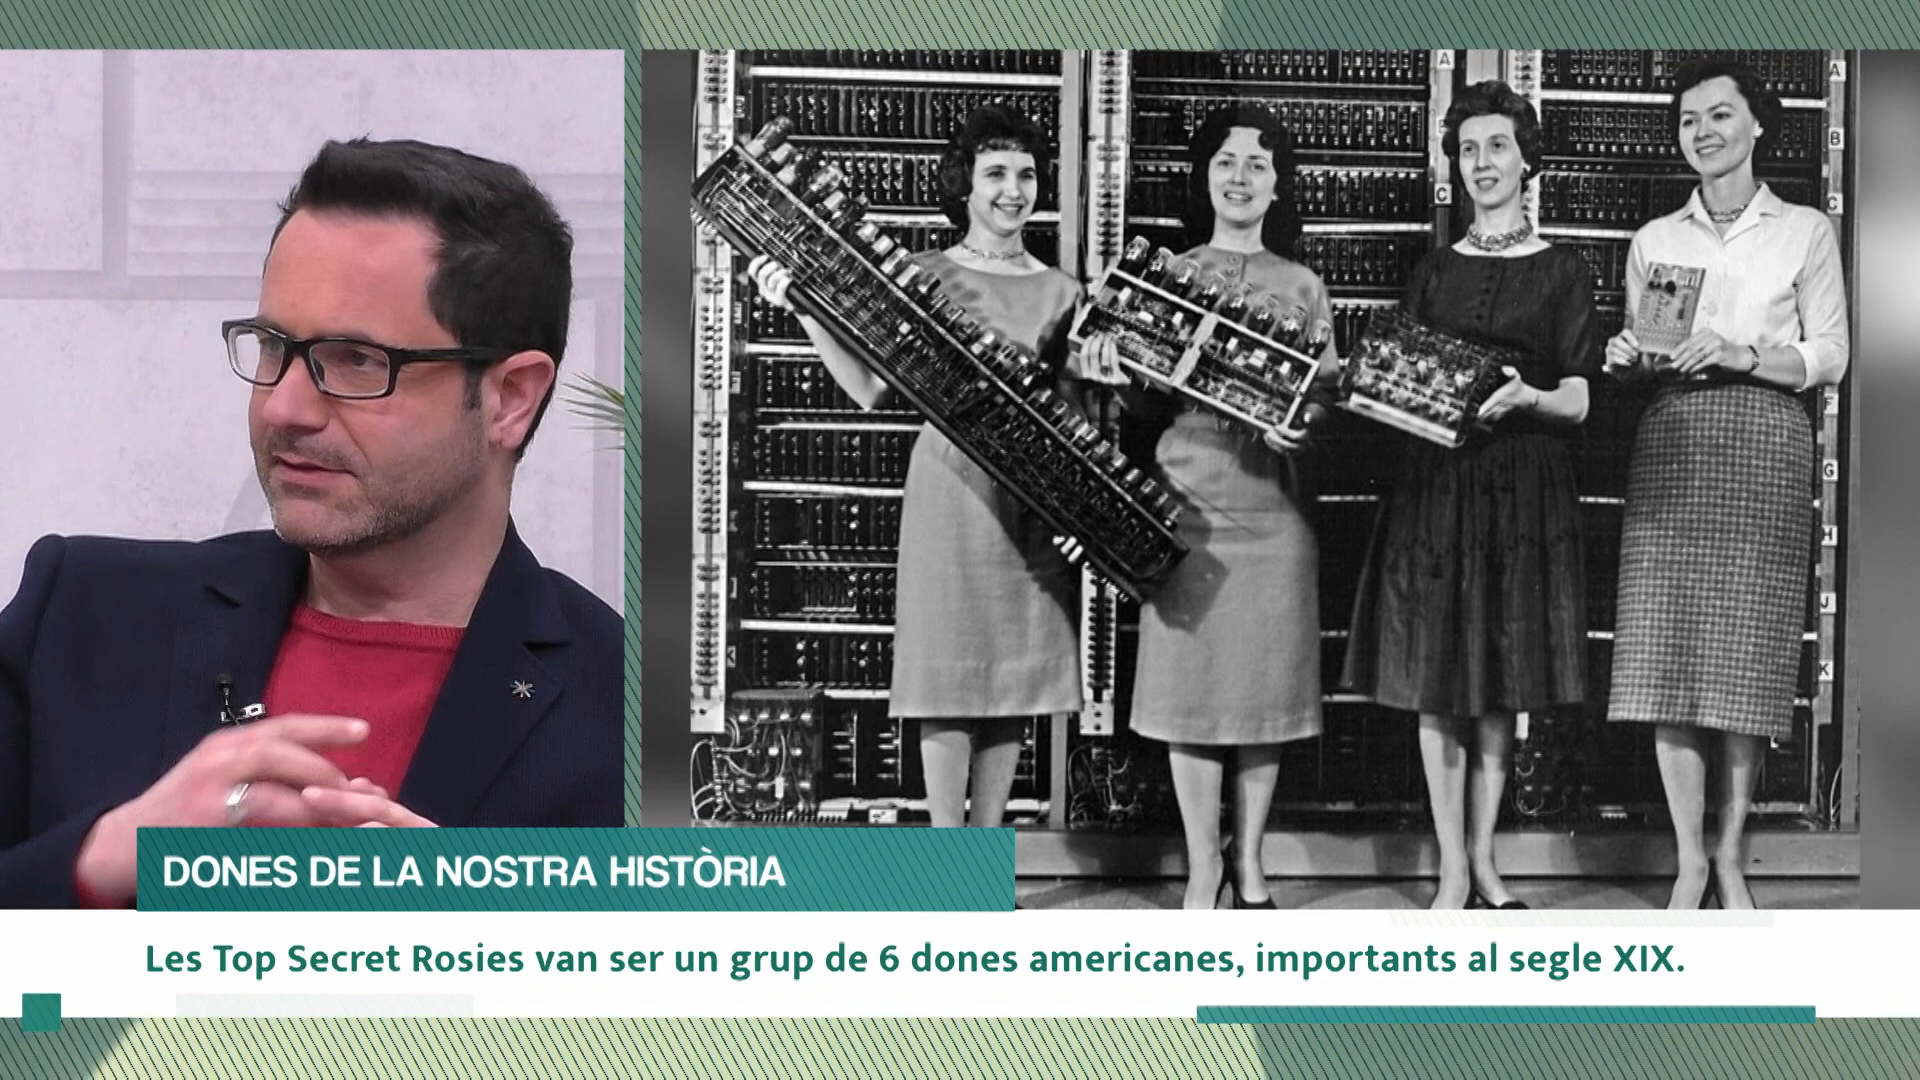 A
B
C
A
B
C
F
G
H
J
K
DONES DE LA NOSTRA HISTÒRIA
Les Top Secret Rosies van ser un grup de 6 dones americanes, importants al segle XIX.